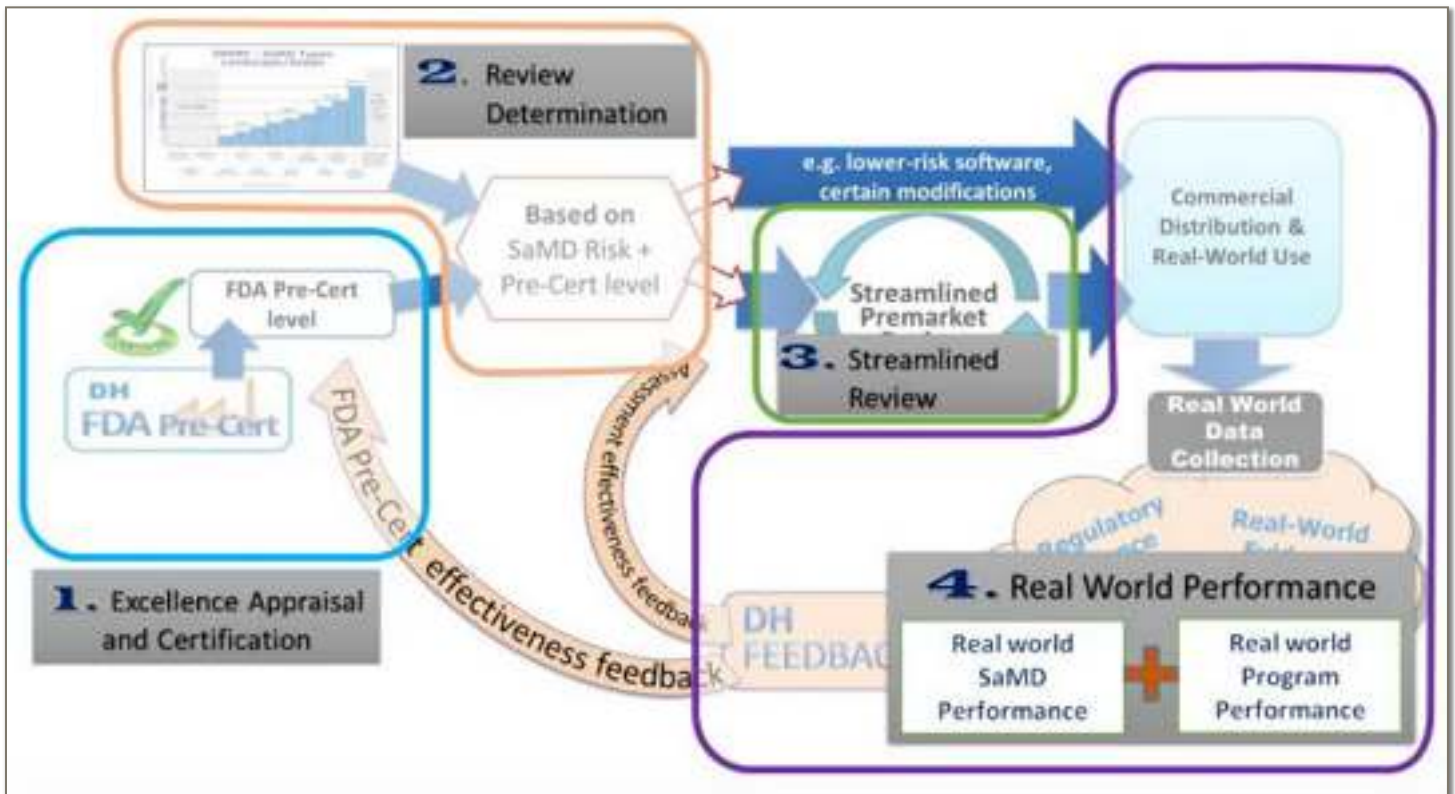 2. Review
Determination
e.g. lower-risk software,
certain modifications
Based on
SaMD Risk +
Pre-Cert level
Commercial
Distribution &
Real-World Use
FDA Pre-Cert
level
DH
FDA Pre-Cert
Streamlined
Premarket
3. Streamlined
Review
Real World
Data
Collection
Assessment effectiveness feedback
FDA Pre-Cert effectiveness feedback
1. Excellence Appraisal
and Certification
Regulatory
Real-World
4. Real World Performance
DH
FEEDBAC
Real world
SaMD
Performance
+
Real world
Program
Performance